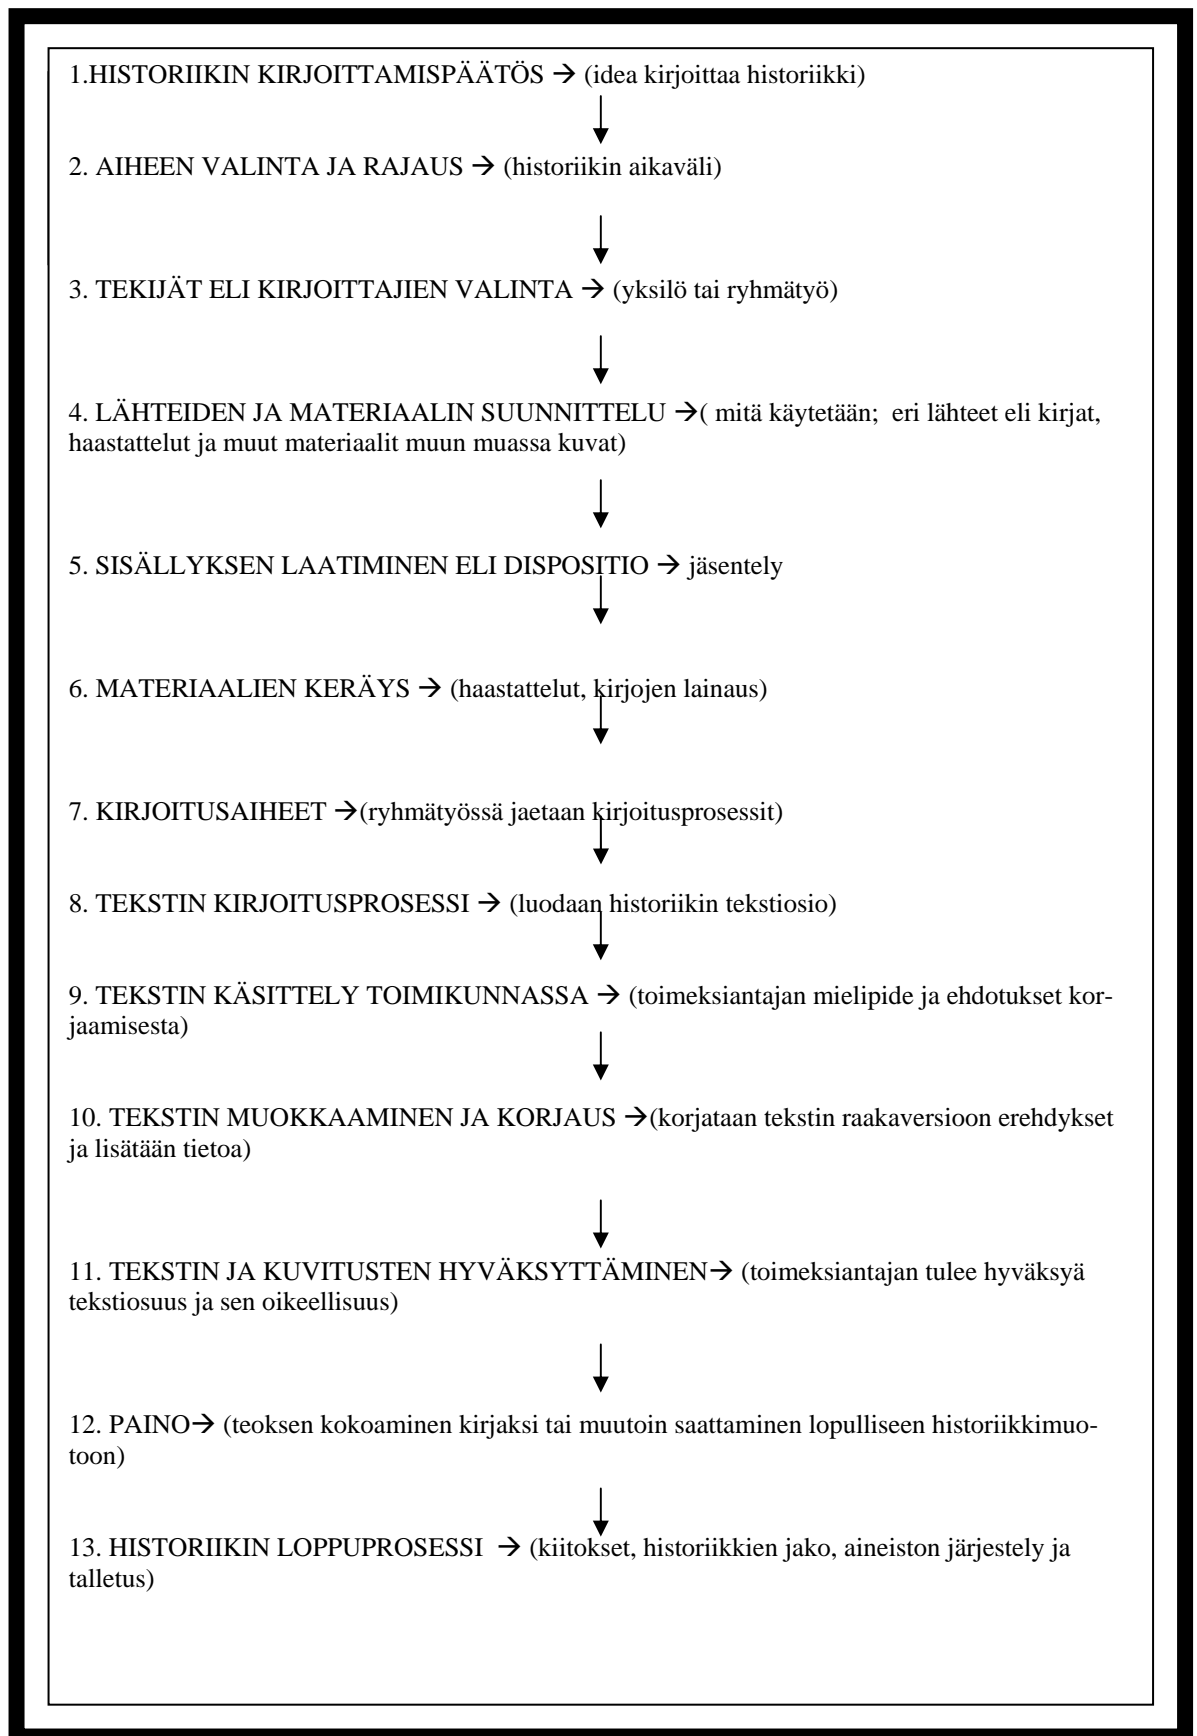 1.HISTORIIKIN KIRJOITTAMISPÄÄTÖS → (idea kirjoittaa historiikki)
2. AIHEEN VALINTA JA RAJAUS → (historiikin aikaväli)
3. TEKIJÄT ELI KIRJOITTAJIEN VALINTA → (yksilö tai ryhmätyö)
4. LÄHTEIDEN JA MATERIAALIN SUUNNITTELU →( mitä käytetään;  eri lähteet eli kirjat,
haastattelut ja muut materiaalit muun muassa kuvat)
5. SISÄLLYKSEN LAATIMINEN ELI DISPOSITIO → jäsentely
6. MATERIAALIEN KERÄYS → (haastattelut, kirjojen lainaus)
7. KIRJOITUSAIHEET →(ryhmätyössä jaetaan kirjoitusprosessit)
8. TEKSTIN KIRJOITUSPROSESSI → (luodaan historiikin tekstiosio)
9. TEKSTIN KÄSITTELY TOIMIKUNNASSA → (toimeksiantajan mielipide ja ehdotukset kor-
jaamisesta)
10. TEKSTIN MUOKKAAMINEN JA KORJAUS →(korjataan tekstin raakaversioon erehdykset
ja lisätään tietoa)
11. TEKSTIN JA KUVITUSTEN HYVÄKSYTTÄMINEN→ (toimeksiantajan tulee hyväksyä
tekstiosuus ja sen oikeellisuus)
12. PAINO→ (teoksen kokoaminen kirjaksi tai muutoin saattaminen lopulliseen historiikkimuo-
toon)
13. HISTORIIKIN LOPPUPROSESSI  → (kiitokset, historiikkien jako, aineiston järjestely ja
talletus)